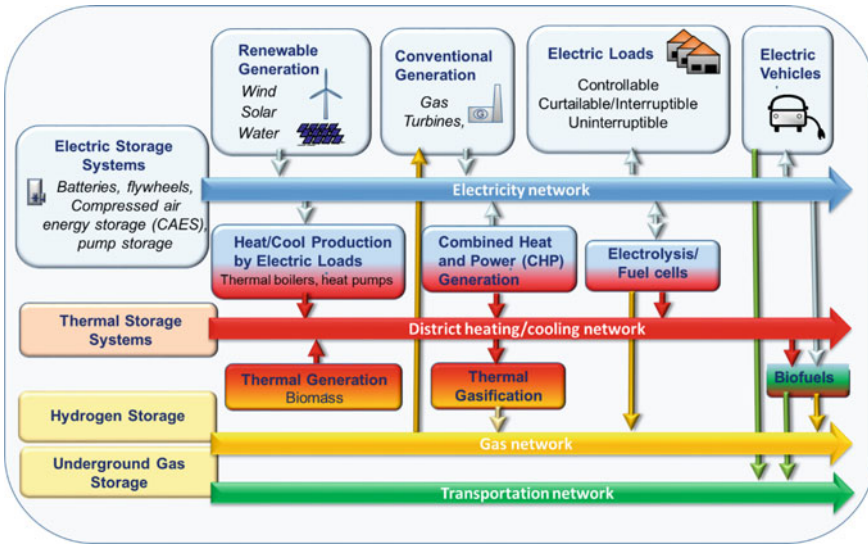 Renewable
Generation
Wind
Solar
Water
Conventional
Generation
Gas
Turbines,
G
Electric Loads
Controllable
Curtailable/Interruptible
Uninterruptible
Electric
Vehicles
Electric Storage
Systems
Batteries, flywheels,
Compressed air
energy storage (CAES),
pump storage
Electricity network
Heat/Cool Production
by Electric Loads
Thermal boilers, heat pumps
Combined Heat
and Power (CHP)
Generation
Electrolysis/
Fuel cells
Thermal Storage
Systems
District heating/cooling network
Thermal Generation
Biomass
Thermal
Gasification
Biofuels
Hydrogen Storage
Gas network
Underground Gas
Storage
Transportation network